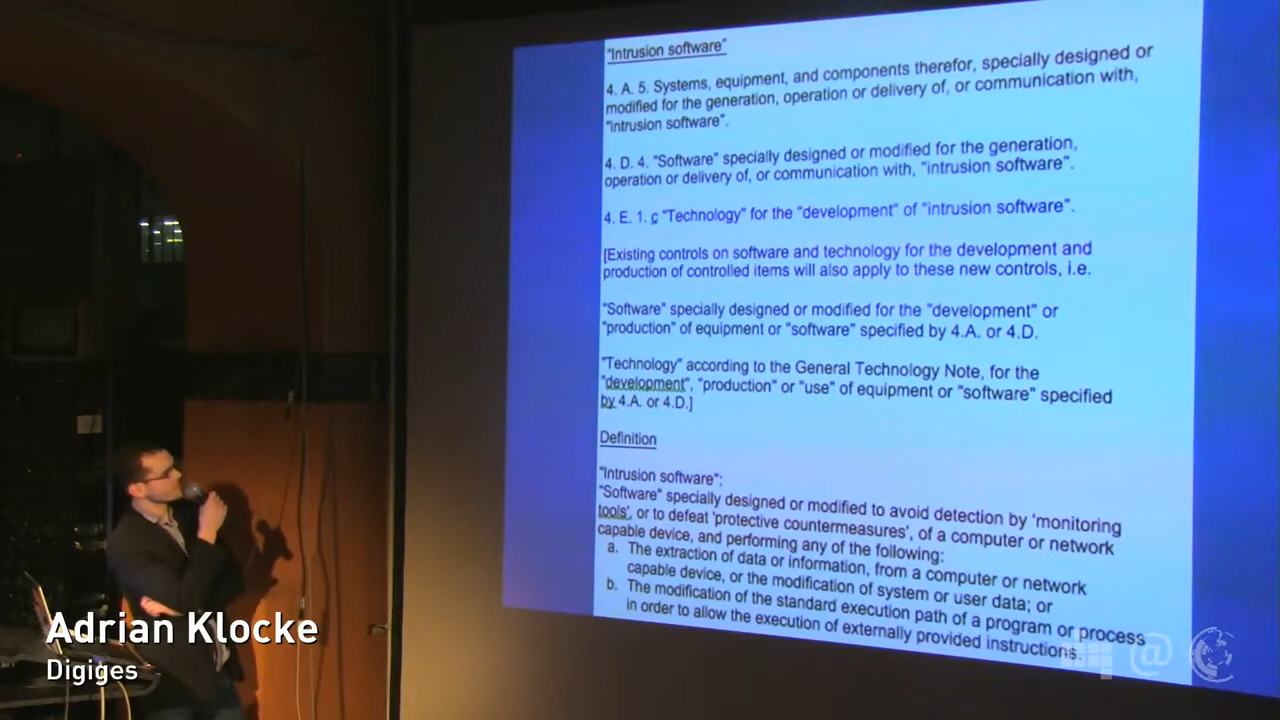 "Intrusion software"
4. A. 5. Systems, equipment, and components therefor, specially designed or
modified for the generation, operation or delivery of, or communication with,
"intrusion software".
4. D. 4. "Software" specially designed or modified for the generation,
operation or delivery of, or communication with, "intrusion software".
4. E. 1. c "Technology" for the "development" of "intrusion software".
[Existing controls on software and technology for the development and
production of controlled items will also apply to these new controls, i.e.
"Software" specially designed or modified for the "development" or
"production" of equipment or "software" specified by 4.A. or 4.D.
"Technology" according to the General Technology Note, for the
"development", "production" or "use" of equipment or "software" specified
by 4.A. or 4.D.]
Definition
"Intrusion software":
"Software" specially designed or modified to avoid detection by 'monitoring
tools', or to defeat 'protective countermeasures', of a computer or network
capable device, and performing any of the following:
a. The extraction of data or information, from a computer or network
capable device, or the modification of system or user data; or
b. The modification of the standard execution path of a program or process
in order to allow the execution of externally provided instructions.
Adrian Klocke
Digiges
@